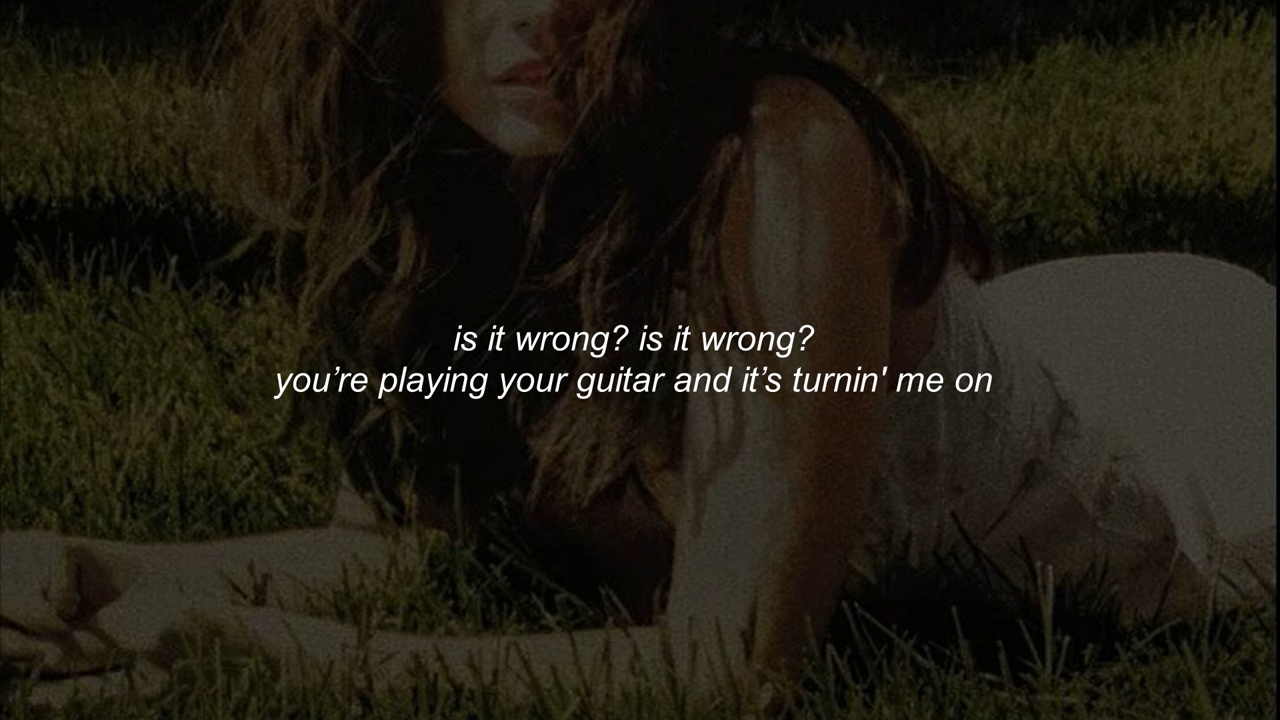 is it wrong? is it wrong?
you’re playing your guitar and it’s turnin' me on